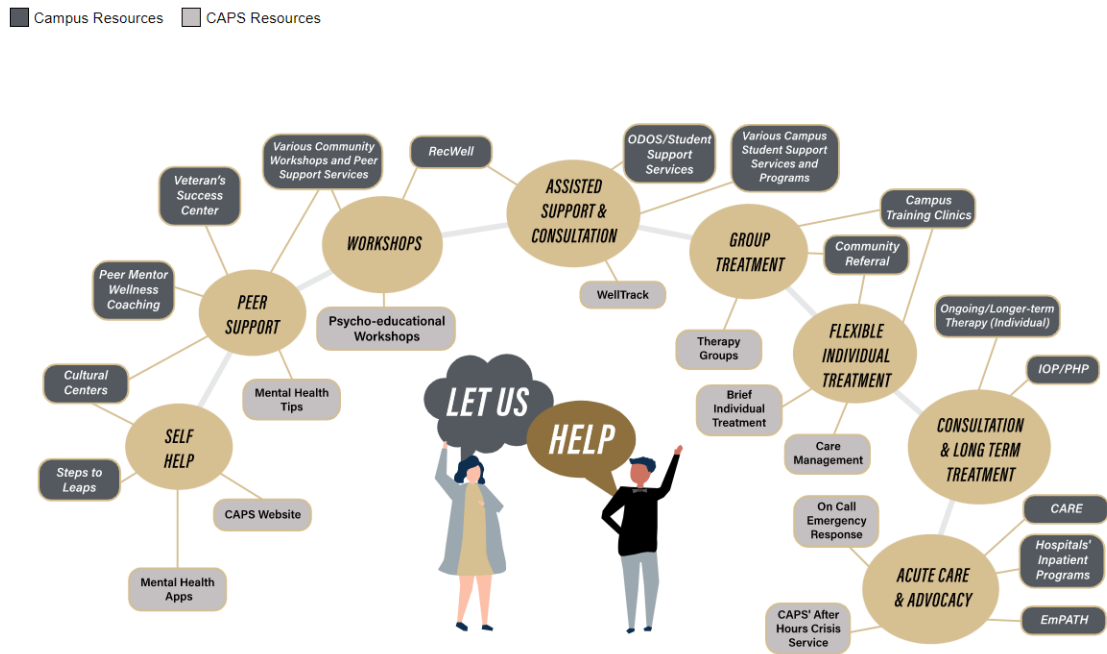 Campus Resources
CAPS Resources
Various Community
Workshops and Peer
Support Services
RecWell
ODOS/Student
Support
Services
Various Campus
Student Support
Services and
Programs
Veteran's
Success
Center
WORKSHOPS
ASSISTED
SUPPORT &
CONSULTATION
Campus
Training Clinics
GROUP
TREATMENT
Community
Referral
Peer Mentor
Wellness
Coaching
PEER
SUPPORT
Psycho-educational
Workshops
WellTrack
Therapy
Groups
FLEXIBLE
INDIVIDUAL
TREATMENT
Ongoing/Longer-term
Therapy (Individual)
IOP/PHP
Cultural
Centers
Mental Health
Tips
LET US
HELP
Brief
Individual
Treatment
Care
Management
CONSULTATION
& LONG TERM
TREATMENT
SELF
HELP
Steps to
Leaps
CAPS Website
Mental Health
Apps
On Call
Emergency
Response
CARE
Hospitals'
Inpatient
Programs
ACUTE CARE
& ADVOCACY
CAPS' After
Hours Crisis
Service
EmPATH